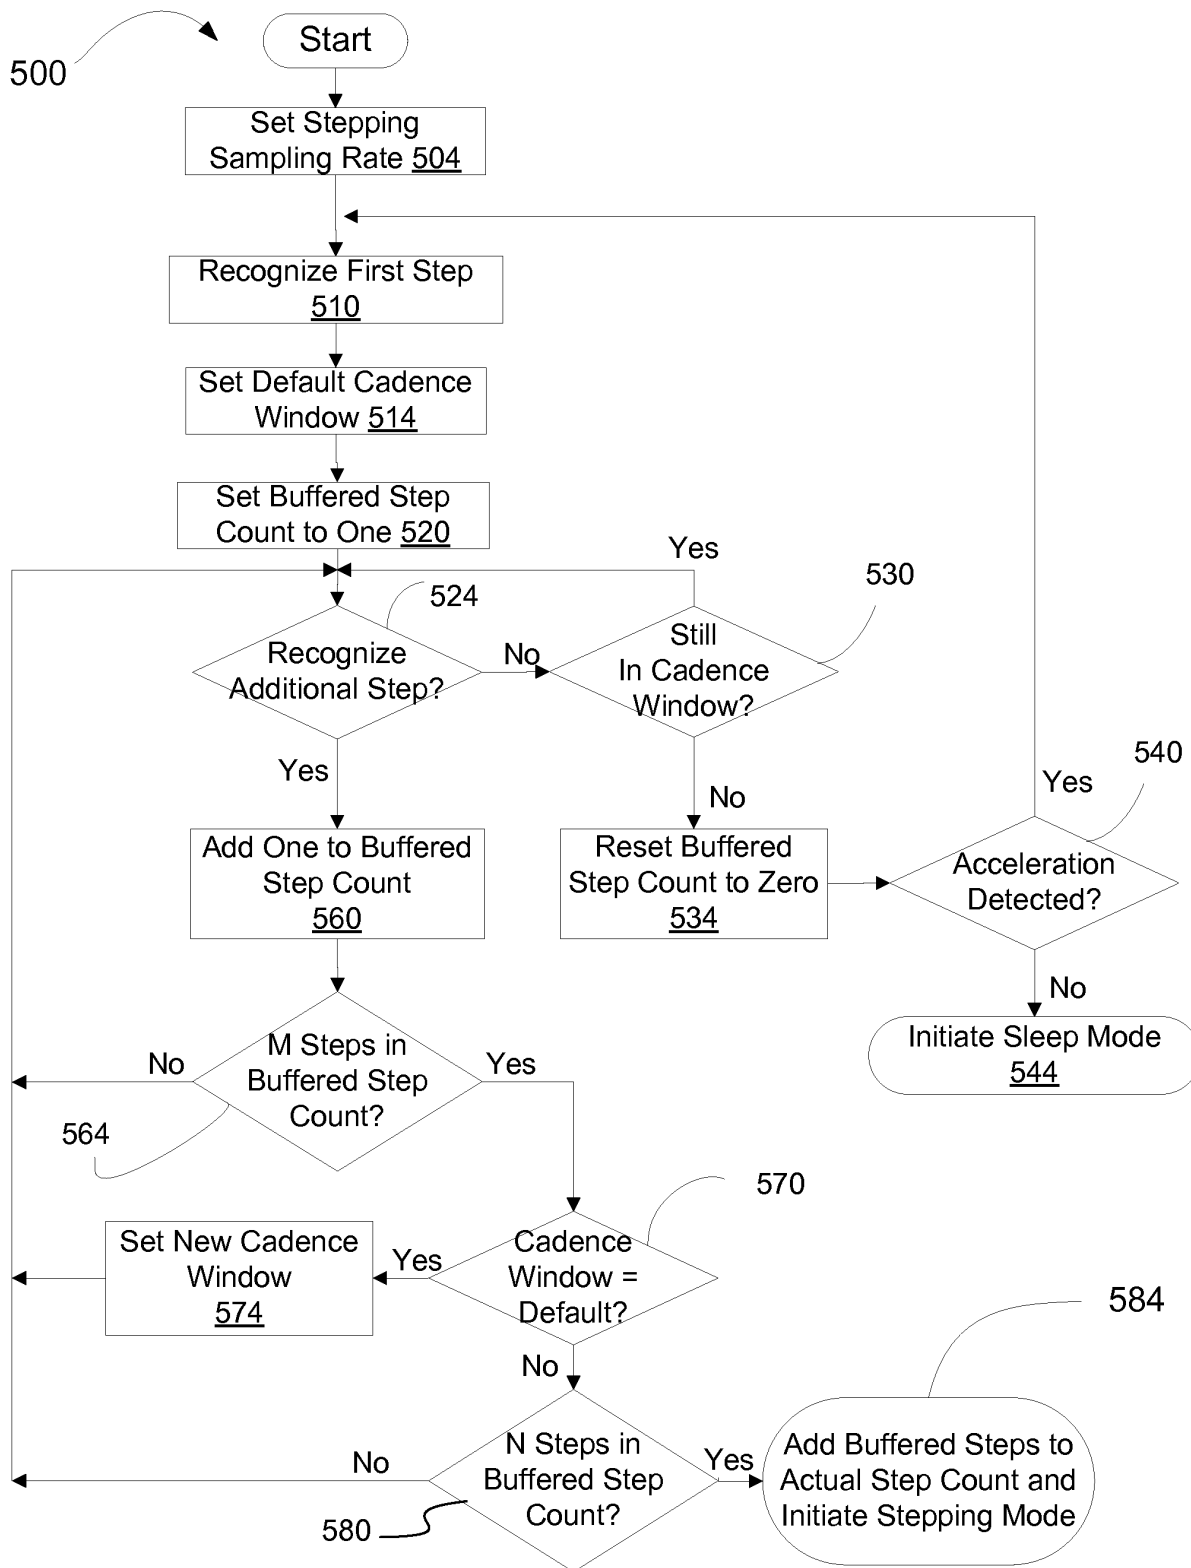 Start
500
Set Stepping
Sampling Rate 504
Recognize First Step
510
Set Default Cadence
Window 514
Set Buffered Step
Count to One 520
Yes
530
524
Recognize
Additional Step?
No
Still
In Cadence
Window?
Yes
No
540
Yes
Add One to Buffered
Step Count
560
Reset Buffered
Step Count to Zero
534
Acceleration
Detected?
No
Initiate Sleep Mode
544
No
M Steps in
Buffered Step
Count?
Yes
564
570
Set New Cadence
Window
574
Yes
Cadence
Window =
Default?
584
No
No
N Steps in
Buffered Step
Count?
Yes
580
Add Buffered Steps to
Actual Step Count and
Initiate Stepping Mode